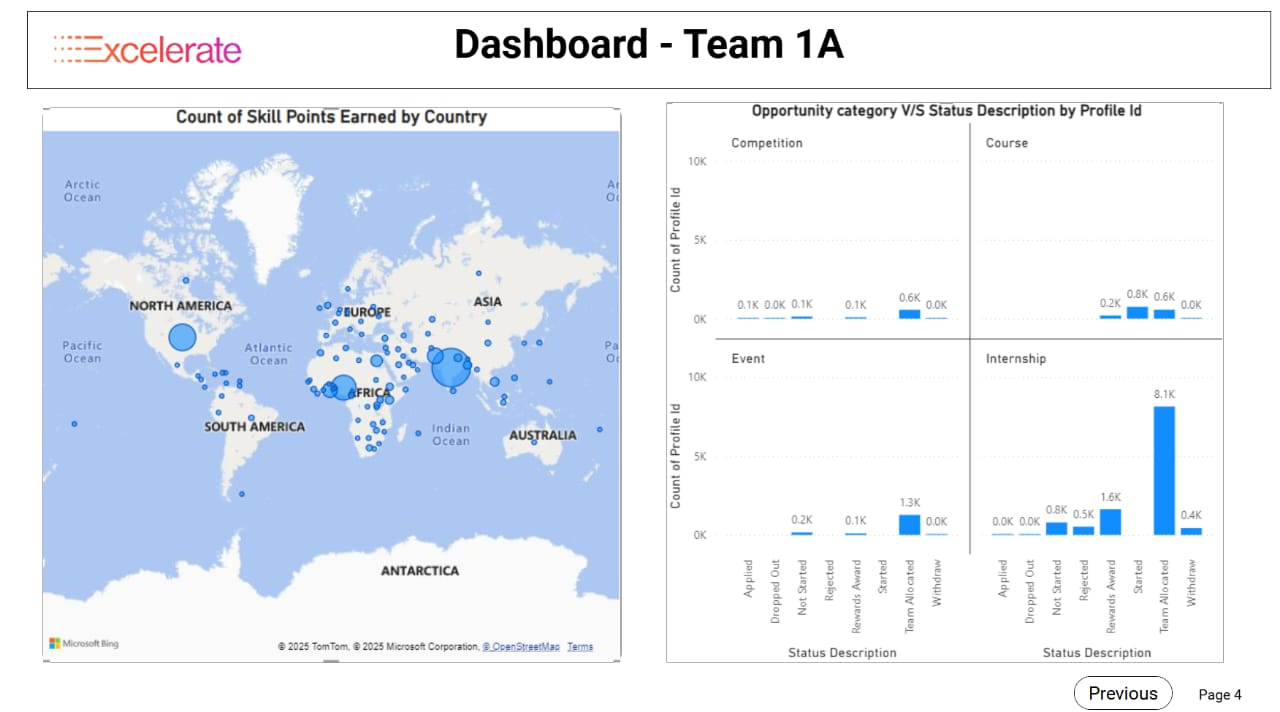 Excelerate
Dashboard - Team 1A
Count of Skill Points Earned by Country
Arctic
Ocean
NORTH AMERICA
EUROPE
ASIA
Pacific
Ocean
Atlantic
Ocean
AFRICA
SOUTH AMERICA
Indian
Ocean
AUSTRALIA
ANTARCTICA
Microsoft Bing
© 2025 TomTom, © 2025 Microsoft Corporation, © OpenStreetMap Terms
Opportunity category V/S Status Description by Profile Id
Count of Profile Id
Competition
10K
5K
0K
0.1K 0.0K 0.1K 0.1K 0.6K 0.0K
Course
0.2K 0.8K 0.6K 0.0K
Count of Profile Id
Event
10K
5K
0K
0.2K 0.1K 1.3K 0.0K
Internship
0.0K 0.0K 0.8K 0.5K 1.6K 8.1K 0.4K
Applied
Dropped Out
Not Started
Rejected
Rewards Award
Started
Team Allocated
Withdraw
Status Description
Applied
Dropped Out
Not Started
Rejected
Rewards Award
Started
Team Allocated
Withdraw
Status Description
Previous
Page 4